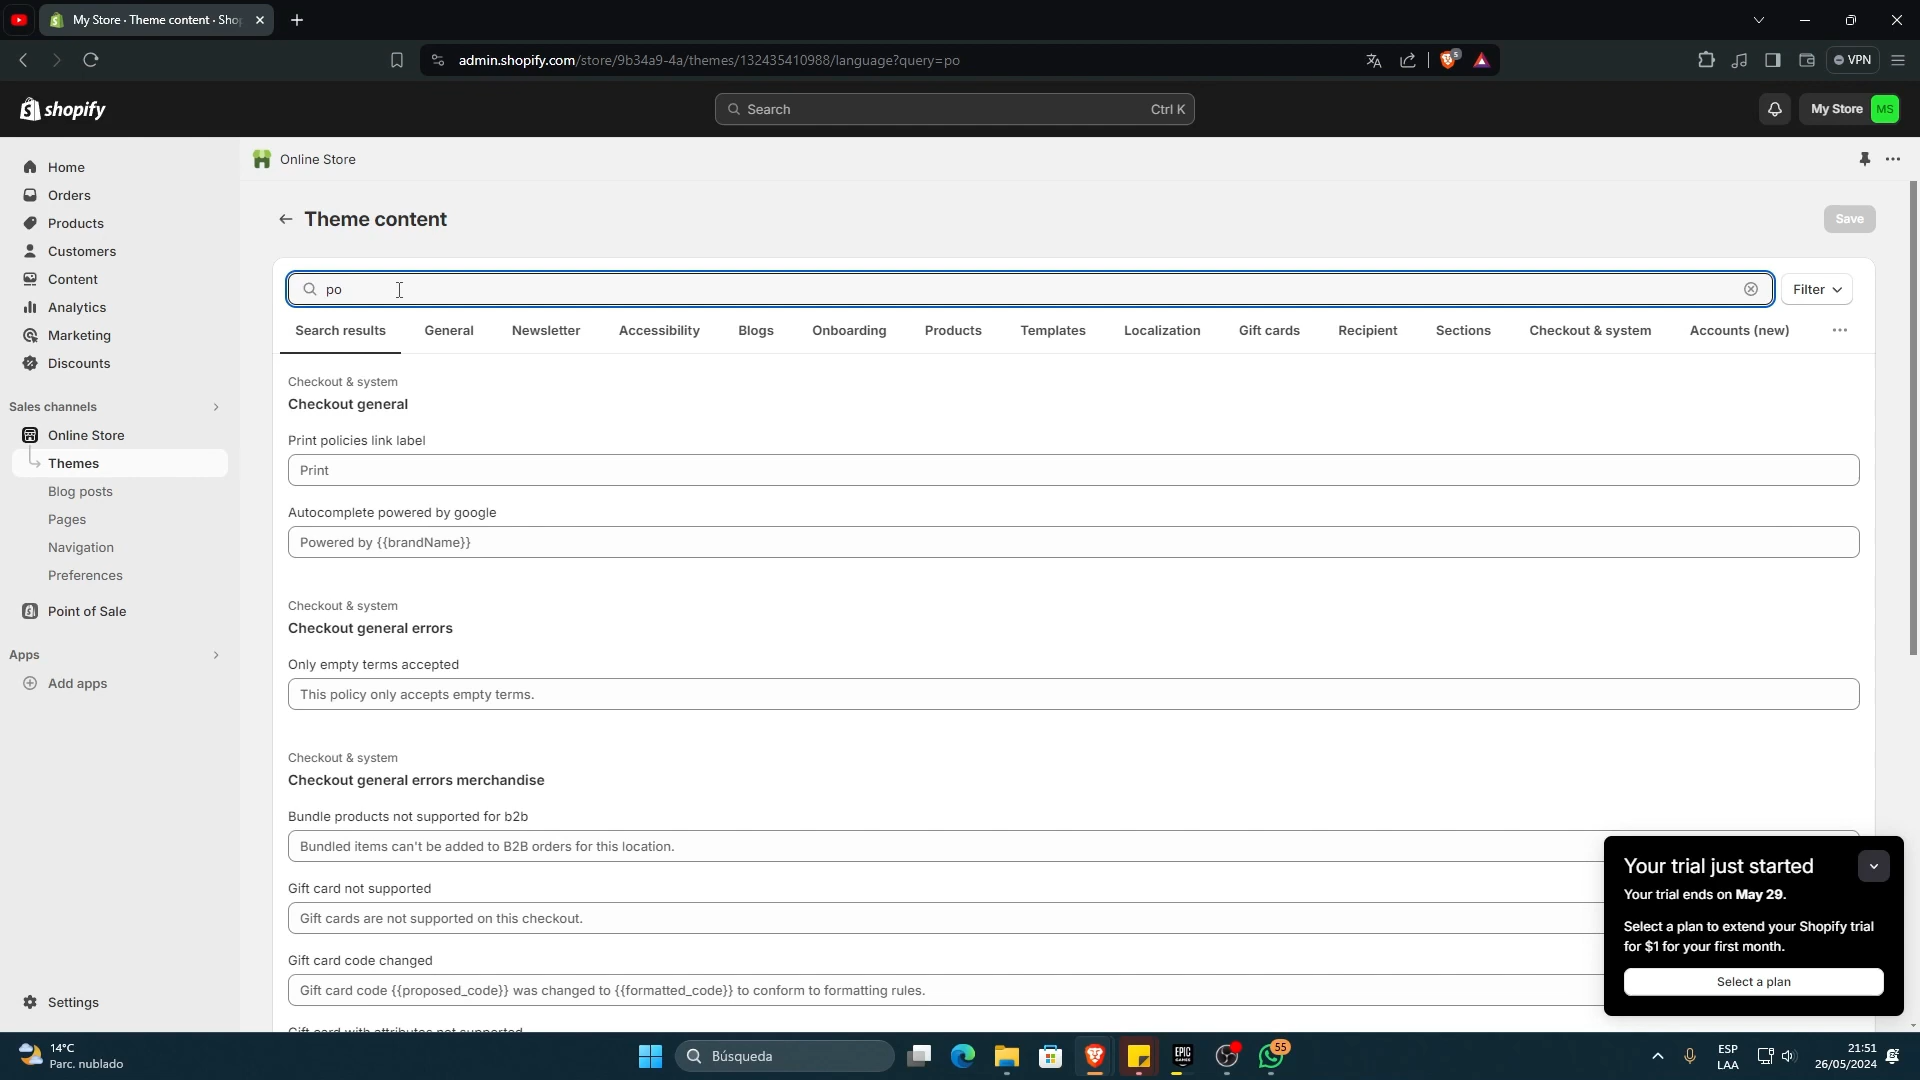 My Store · Theme content · Sho
admin.shopify.com/store/9b34a9-4a/themes/132435410988/language?query=po
5
VPN
shopify
Search
Ctrl K
My Store
MS
Home
Orders
Products
Customers
Content
Analytics
Marketing
Discounts
Sales channels
Online Store
Themes
Blog posts
Pages
Navigation
Preferences
Point of Sale
Apps
Add apps
Settings
Online Store
Theme content
Save
po
Filter
Search results
General
Newsletter
Accessibility
Blogs
Onboarding
Products
Templates
Localization
Gift cards
Recipient
Sections
Checkout & system
Accounts (new)
Checkout & system
Checkout general
Print policies link label
Print
Autocomplete powered by google
Powered by {{brandName}}
Checkout & system
Checkout general errors
Only empty terms accepted
This policy only accepts empty terms.
Checkout & system
Checkout general errors merchandise
Bundle products not supported for b2b
Bundled items can't be added to B2B orders for this location.
Gift card not supported
Gift cards are not supported on this checkout.
Gift card code changed
Gift card code {{proposed_code}} was changed to {{formatted_code}} to conform to formatting rules.
Gift card with attributes not supported
Your trial just started
Your trial ends on May 29.
Select a plan to extend your Shopify trial
for $1 for your first month.
Select a plan
14°C
Parc. nublado
Búsqueda
EPIC
GAMES
55
ESP
LAA
21:51
26/05/2024